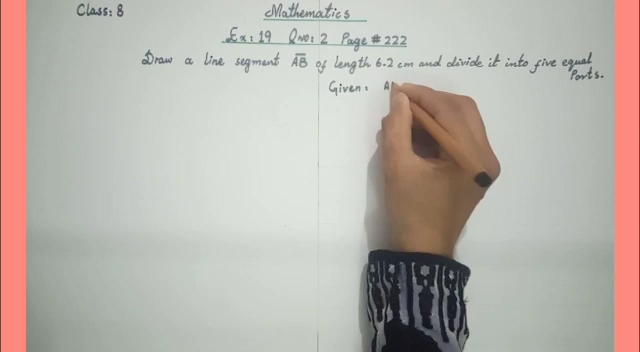 Class: 8
Mathematics
Ex: 19 Q NO: 2 Page # 222
Draw a line segment A̅B̅ of length 6.2 cm and divide it into five equal
Parts.
Given: A